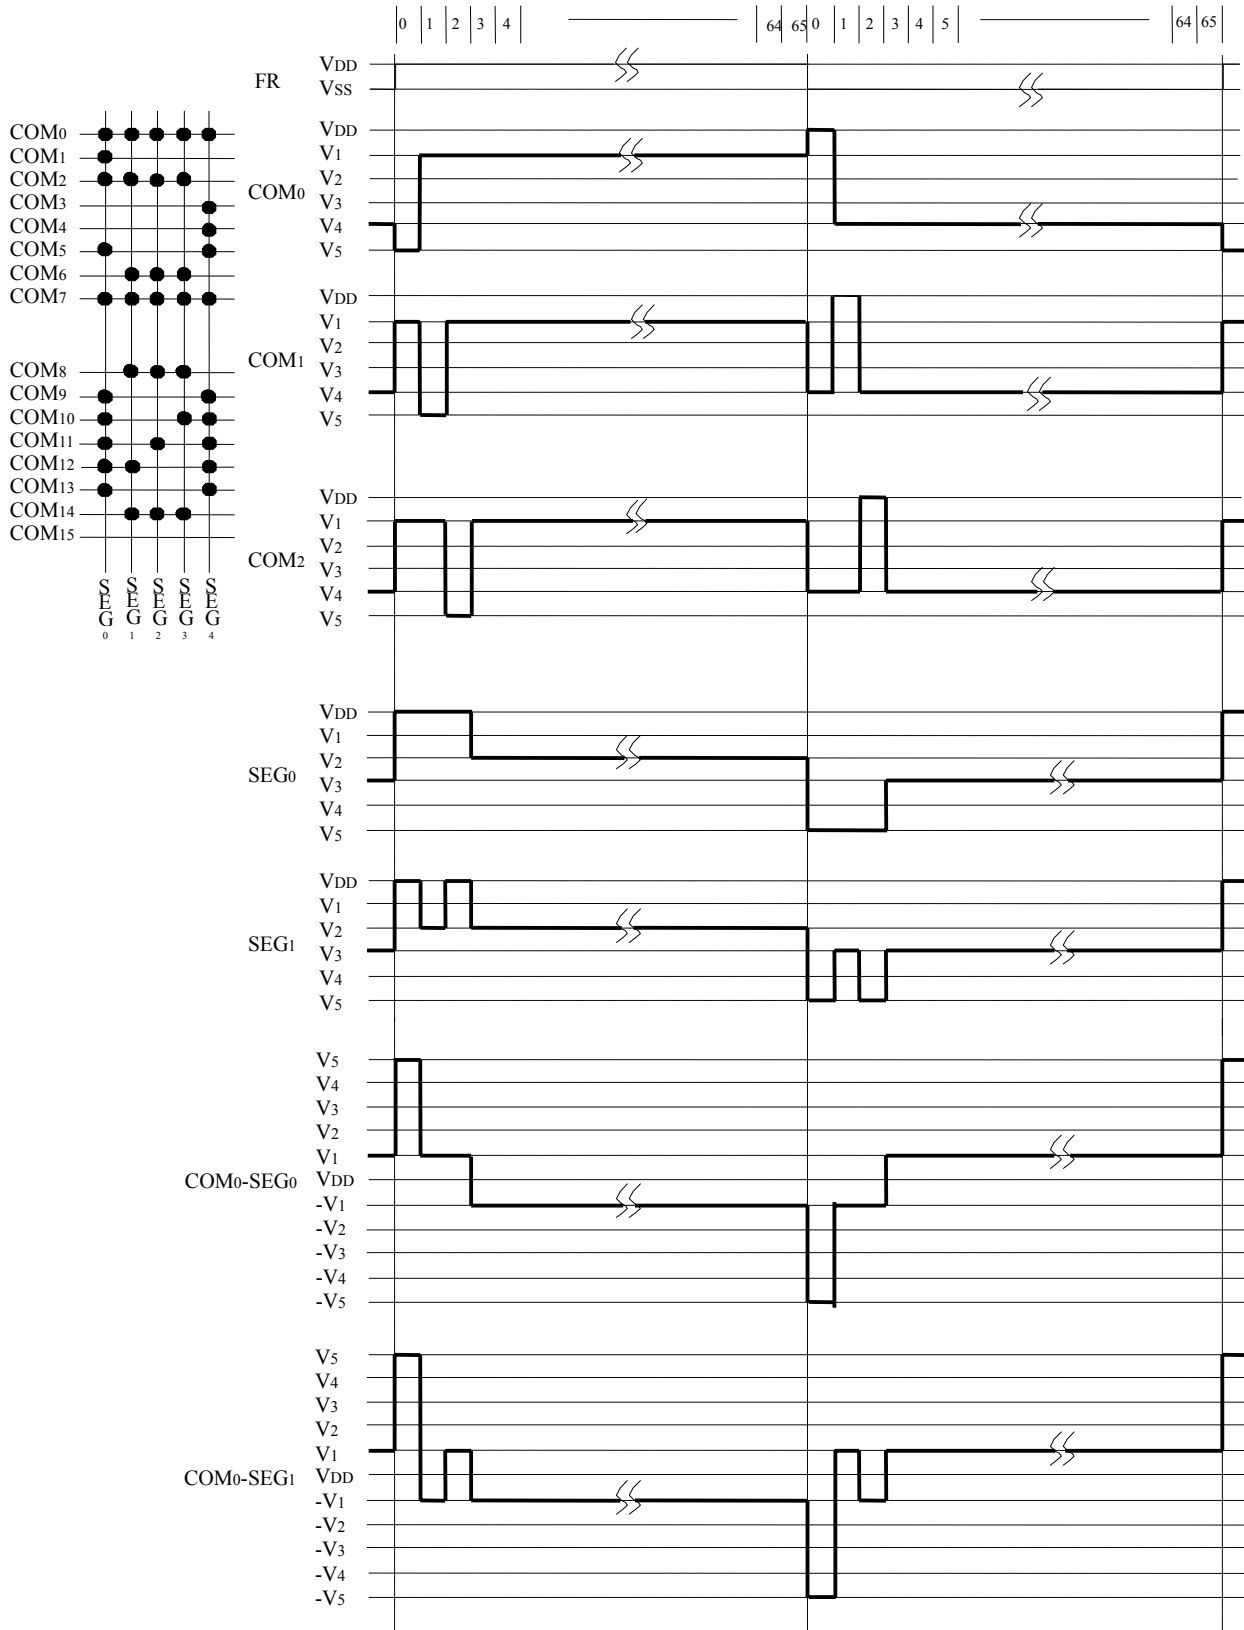 0 1 2 3 4 64 65 0 1 2 3 4 5 64 65
FR
VDD
VSS
COM0
COM1
COM2
COM3
COM4
COM5
COM6
COM7
COM8
COM9
COM10
COM11
COM12
COM13
COM14
COM15
SEG0
SEG1
SEG2
SEG3
SEG4
COM0
VDD
V1
V2
V3
V4
V5
COM1
VDD
V1
V2
V3
V4
V5
COM2
VDD
V1
V2
V3
V4
V5
SEG0
VDD
V1
V2
V3
V4
V5
SEG1
VDD
V1
V2
V3
V4
V5
COM0-SEG0
V5
V4
V3
V2
V1
VDD
-V1
-V2
-V3
-V4
-V5
COM0-SEG1
V5
V4
V3
V2
V1
VDD
-V1
-V2
-V3
-V4
-V5